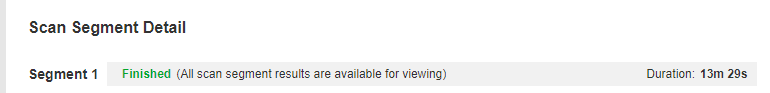 Scan Segment Detail
Segment 1 Finished (All scan segment results are available for viewing) Duration: 13m 29s